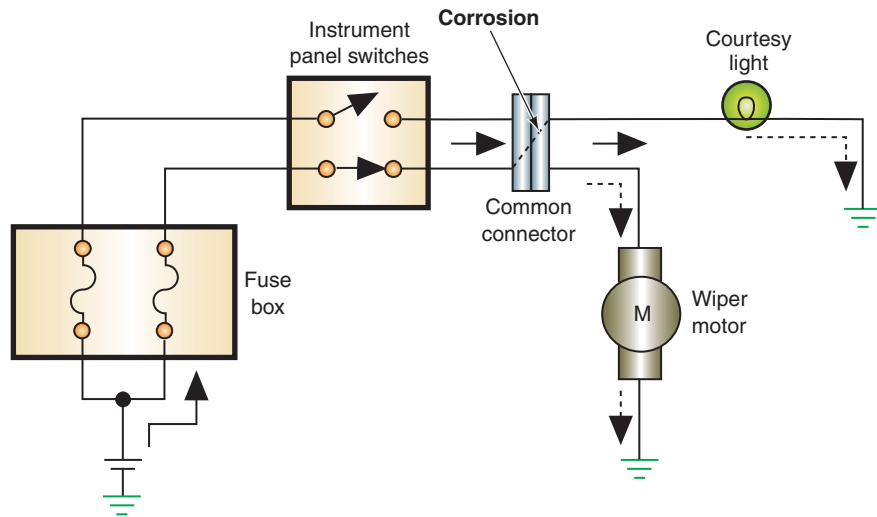 Corrosion
Instrument
panel switches
Courtesy
light
Common
connector
Fuse
box
M
Wiper
motor